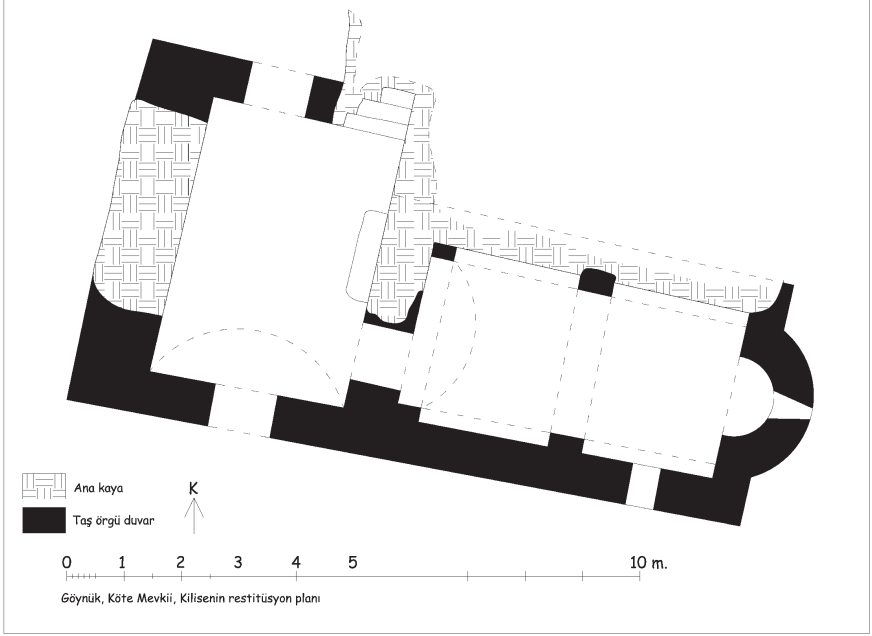 Ana kaya
Taş örgü duvar
K
0 1 2 3 4 5 10 m.
Göynük, Köte Mevkii, Kilisenin restitüsyon planı